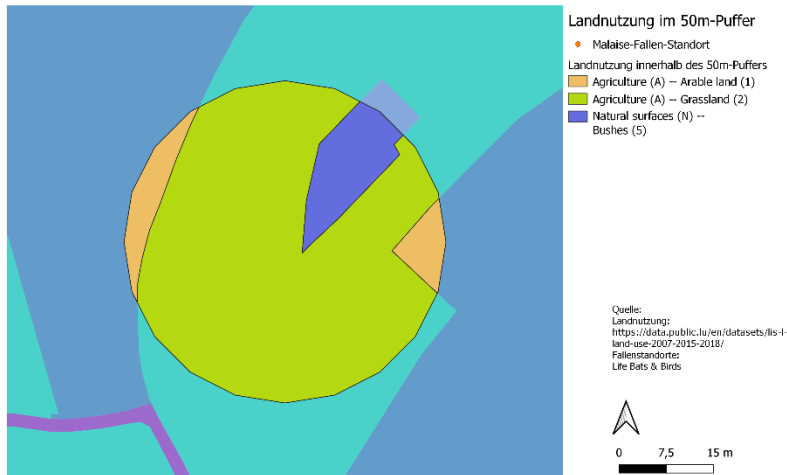 Landnutzung im 50m-Puffer
Malaise-Fallen-Standort
Landnutzung innerhalb des 50m-Puffers
Agriculture (A) -- Arable land (1)
Agriculture (A) -- Grassland (2)
Natural surfaces (N) --
Bushes (5)
Quelle:
Landnutzung:
https://data.public.lu/en/datasets/lis-l-
land-use-2007-2015-2018/
Fallenstandorte:
Life Bats & Birds
0 7,5 15 m